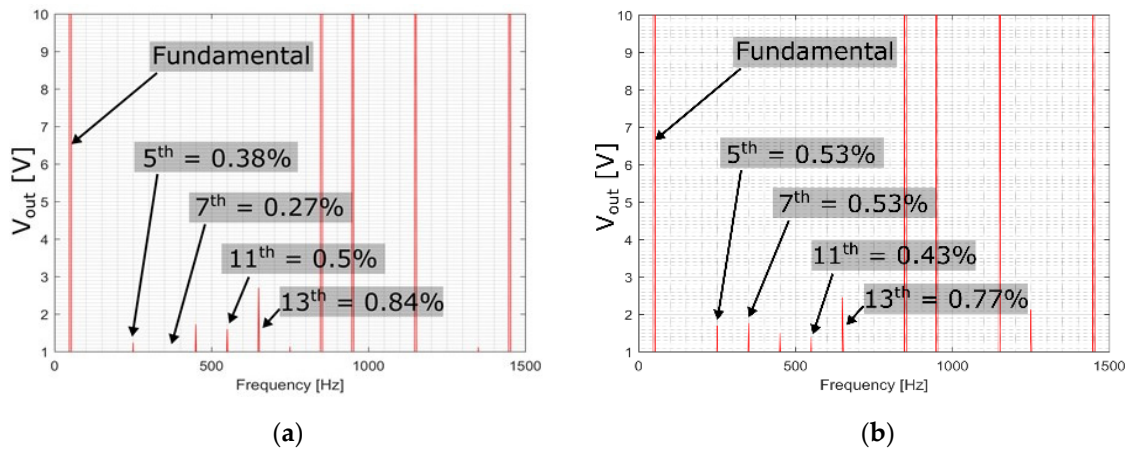 10
9
8
7
6
5
4
3
2
1
V_out [V]
Fundamental
5th = 0.38%
7th = 0.27%
11th = 0.5%
13th = 0.84%
0
500
1000
1500
Frequency [Hz]
(a)
10
9
8
7
6
5
4
3
2
1
V_out [V]
Fundamental
5th = 0.53%
7th = 0.53%
11th = 0.43%
13th = 0.77%
0
500
1000
1500
Frequency [Hz]
(b)